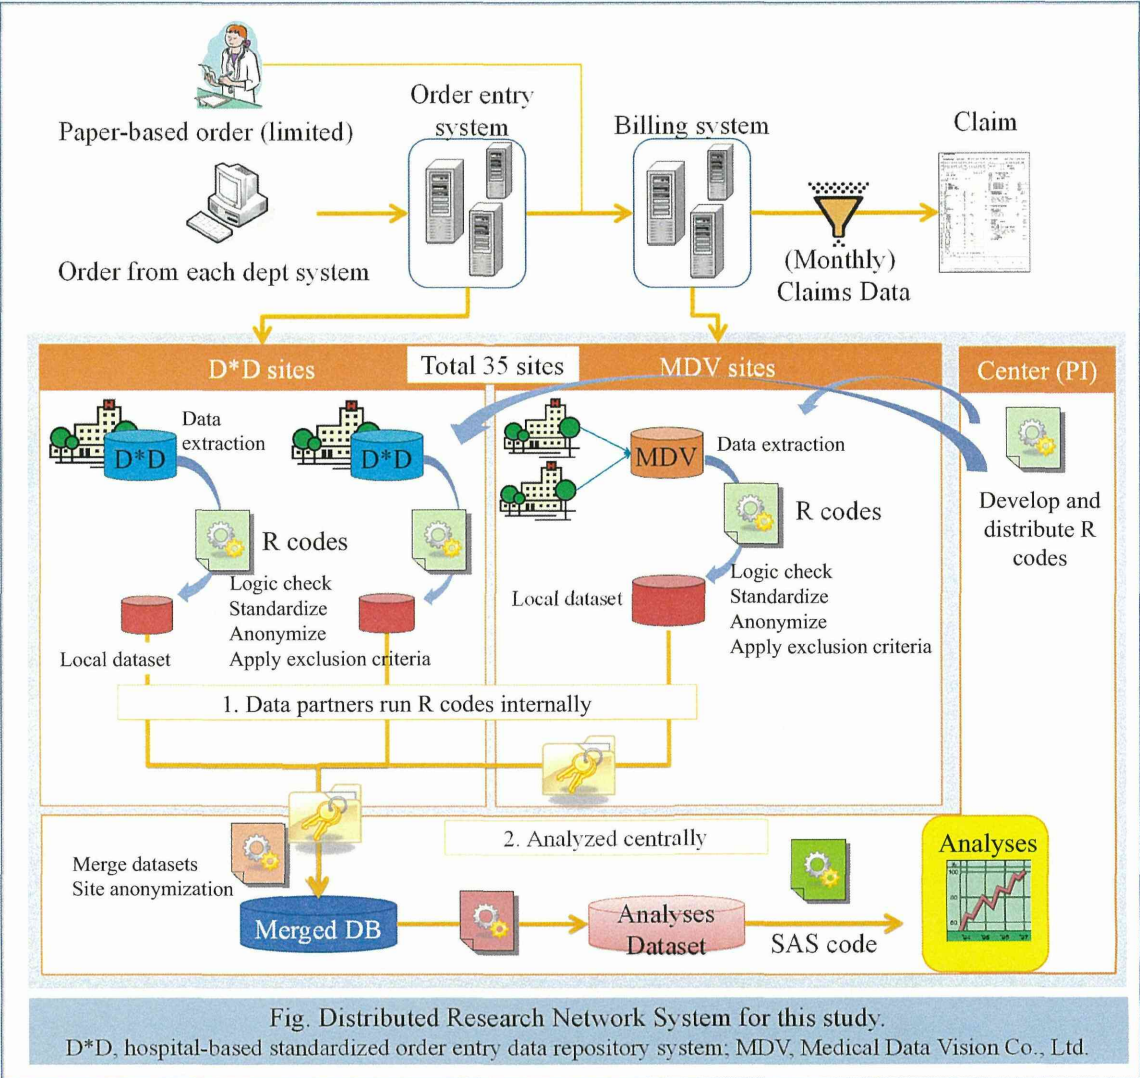 Paper-based order (limited)
Order entry
system
Billing system
Claim
Order from each dept system
(Monthly)
Claims Data
D*D sites
Total 35 sites
MDV sites
Center (PI)
Data
extraction
D*D
D*D
MDV
Data extraction
R codes
R codes
Develop and
distribute R
codes
Logic check
Standardize
Anonymize
Apply exclusion criteria
Local dataset
Local dataset
Logic check
Standardize
Anonymize
Apply exclusion criteria
1. Data partners run R codes internally
2. Analyzed centrally
Merge datasets
Site anonymization
Merged DB
Analyses
Dataset
SAS code
Analyses
100
80
60
Fig. Distributed Research Network System for this study.
D*D, hospital-based standardized order entry data repository system; MDV, Medical Data Vision Co., Ltd.